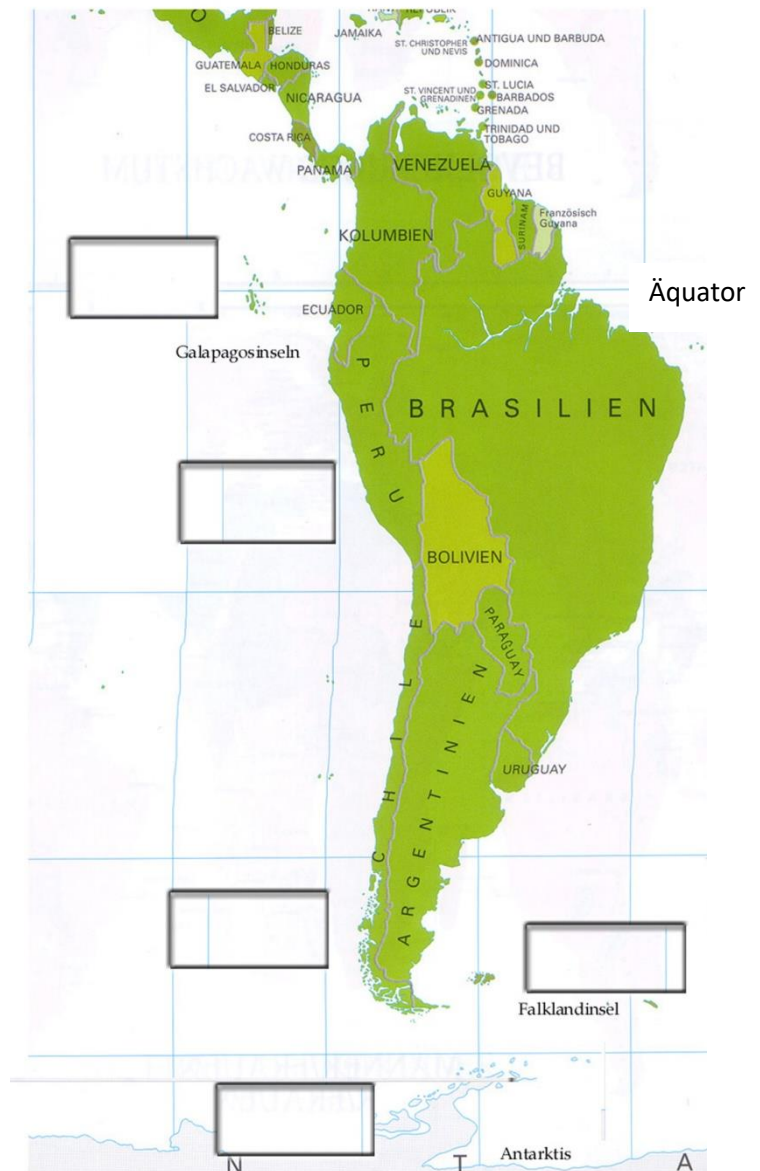 C
BELIZE
JAMAIKA
ANTIGUA UND BARBUDA
ST. CHRISTOPHER
UND NEVIS
GUATEMALA
HONDURAS
DOMINICA
EL SALVADOR
NICARAGUA
ST. LUCIA
ST. VINCENT UND
GRENADINEN
BARBADOS
GRENADA
COSTA RICA
TRINIDAD UND
TOBAGO
PANAMA
VENEZUELA
GUYANA
SURINAM
Französisch
Guyana
KOLUMBIEN
Äquator
ECUADOR
Galapagosinseln
PERU
BRASILIEN
BOLIVIEN
PARAGUAY
CHILE
ARGENTINIEN
URUGUAY
Falklandinsel
Antarktis
N T A